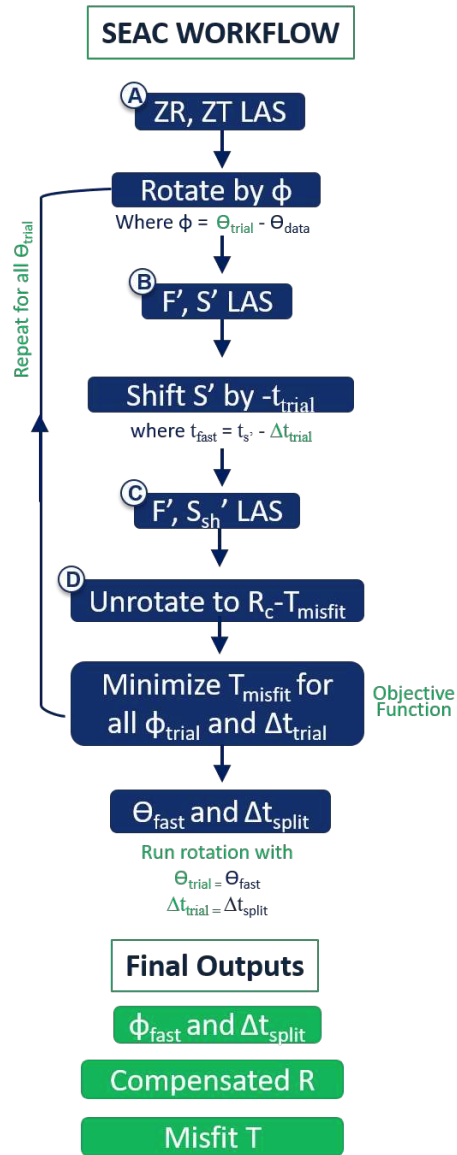 SEAC WORKFLOW
A
ZR, ZT LAS
Rotate by ϕ
Where ϕ = ϴtrial - ϴdata
B
F’, S’ LAS
Shift S’ by -ttrial
where tfast = ts’ - Δttrial
C
F’, Ssh’ LAS
D
Unrotate to Rc-Tmisfit
Minimize Tmisfit for
all ϕtrial and Δttrial
Objective
Function
Repeat for all ϴtrial
ϴfast and Δtsplit
Run rotation with
ϴtrial = ϴfast
Δttrial = Δtsplit
Final Outputs
ϕfast and Δtsplit
Compensated R
Misfit T